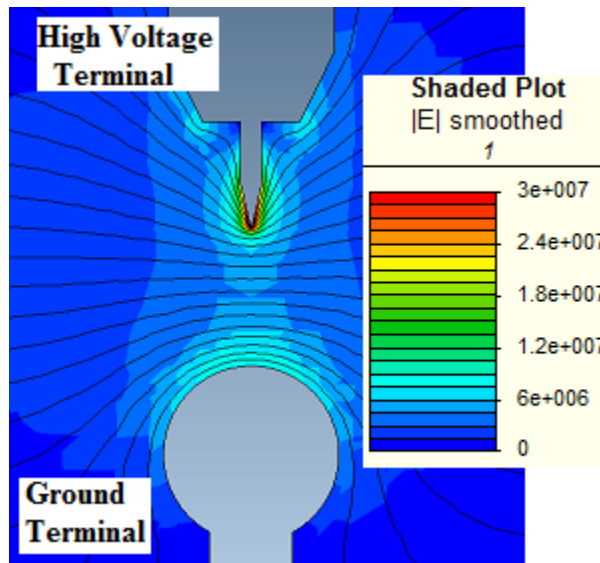 High Voltage
Terminal
Shaded Plot
|E| smoothed
1
3e+007
2.4e+007
1.8e+007
1.2e+007
6e+006
0
Ground
Terminal